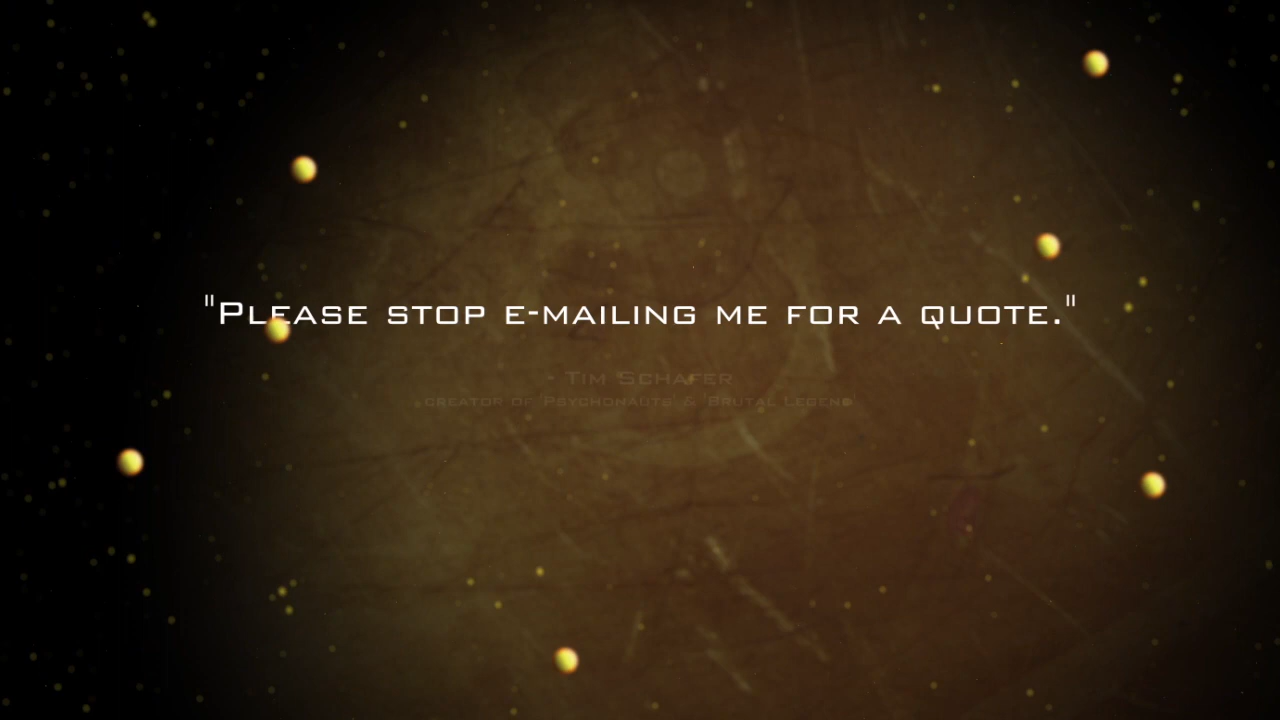 "Please stop e-mailing me for a quote."
- Tim Schafer
creator of 'Psychonauts' & 'Brutal Legend'